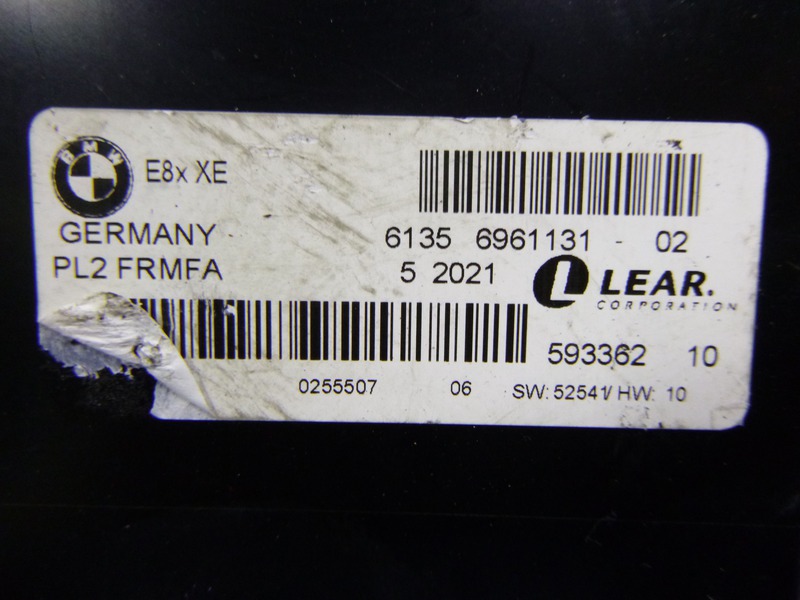 BMW E8x XE
GERMANY 6135 6961131 - 02
PL2 FRMFA 5 2021 L LEAR.
CORPORATION
593362 10
0255507 06 SW: 52541/ HW: 10